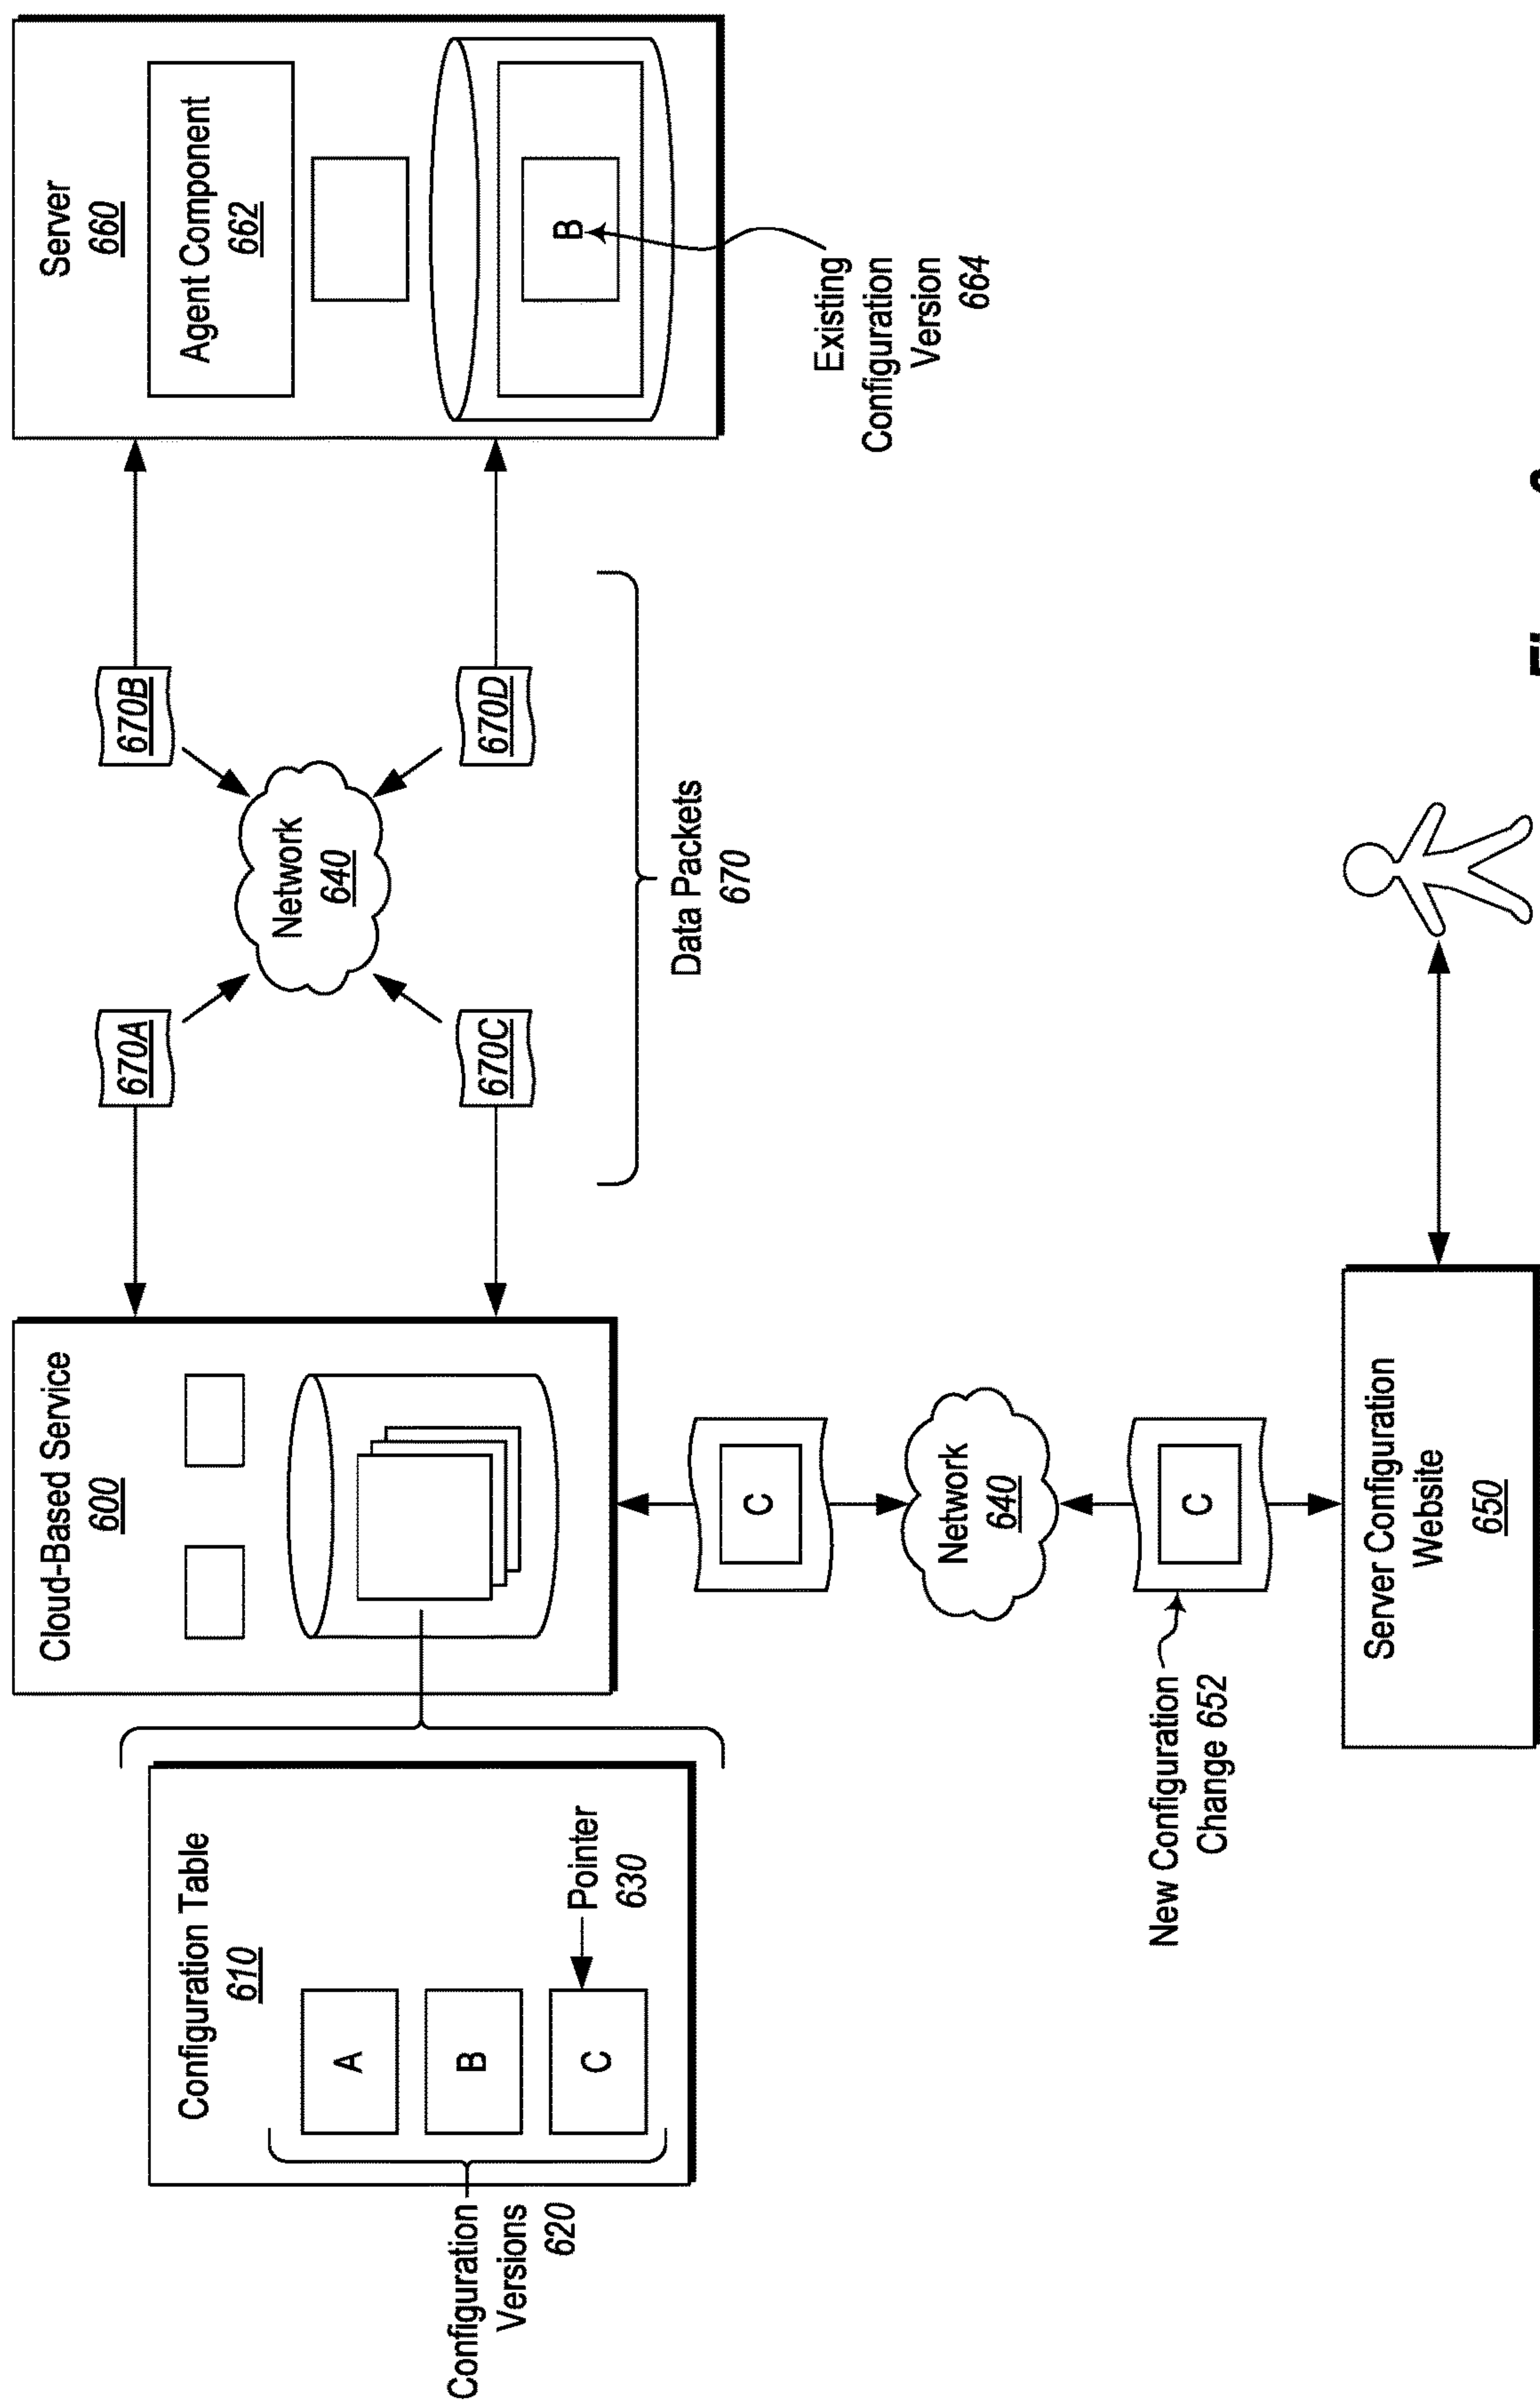 Configuration Table
610
A
B
C
Pointer
630
Configuration
Versions
620
Cloud-Based Service
600
670A
670B
670C
670D
Network
640
Data Packets
670
Server
660
Agent Component
662
B
Existing
Configuration
Version
664
C
Network
640
C
New Configuration
Change 652
Server Configuration
Website
650